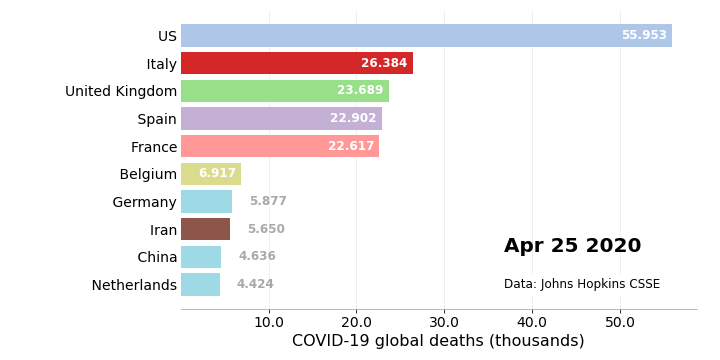 US 55.953
Italy 26.384
United Kingdom 23.689
Spain 22.902
France 22.617
Belgium 6.917
Germany 5.877
Iran 5.650
China 4.636
Netherlands 4.424
Apr 25 2020
Data: Johns Hopkins CSSE
10.0 20.0 30.0 40.0 50.0
COVID-19 global deaths (thousands)